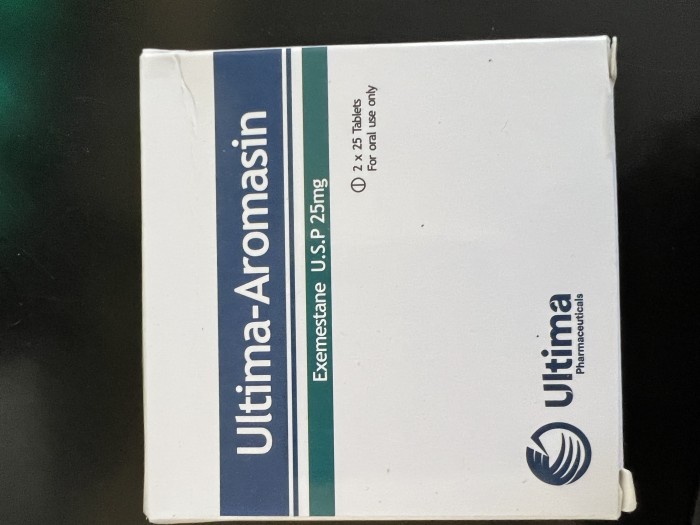 Ultima-Aromasin
Exemestane U.S.P 25mg
2 x 25 Tablets
For oral use only
Ultima
Pharmaceuticals